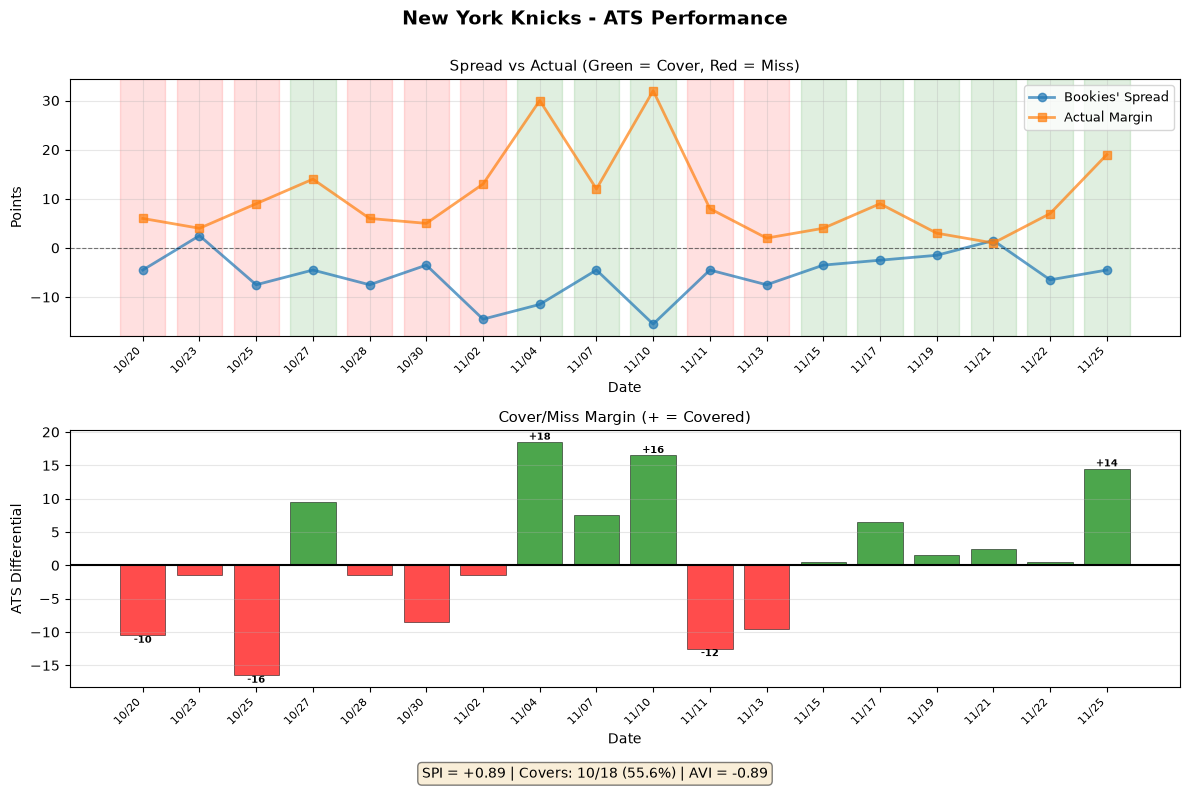 New York Knicks - ATS Performance
Spread vs Actual (Green = Cover, Red = Miss)
Bookies' Spread
Actual Margin
Points
30
20
10
0
−10
10/20 10/23 10/25 10/27 10/28 10/30 11/02 11/04 11/07 11/10 11/11 11/13 11/15 11/17 11/19 11/21 11/22 11/25
Date
Cover/Miss Margin (+ = Covered)
ATS Differential
20
15
10
5
0
−5
−10
−15
-10
-16
+18
+16
-12
+14
10/20 10/23 10/25 10/27 10/28 10/30 11/02 11/04 11/07 11/10 11/11 11/13 11/15 11/17 11/19 11/21 11/22 11/25
Date
SPI = +0.89 | Covers: 10/18 (55.6%) | AVI = -0.89